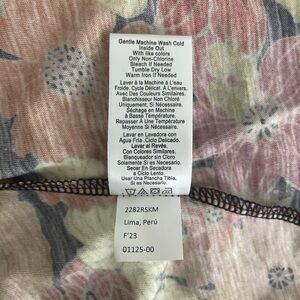 Gentle Machine Wash Cold
Inside Out
With like colors
Only Non-Chlorine
Bleach If Needed
Tumble Dry Low
Warm Iron If Needed
Laver à la Machine à L'eau
Froide. Cycle Délicat. A L'envers.
Avec Des Couleurs Similaires.
Blanchisseur Non Chloré
Uniquement. Si Nécessaire.
Séchage en Machine
à Basse Température.
Repasser À Une Température
Moyenne Si Nécessaire.
Lavar en Lavadora con
Agua Fria .Ciclo Delicado.
Lavar al Revés.
Con Colores Similares.
Blanqueador sin Cloro
Si es Necesario.
Secar En Secadora
a Ciclo Lento.
Usar Una Plancha Tibia,
Si es Necesario.
2282RSKM
Lima, Perú
F'23
01125-00